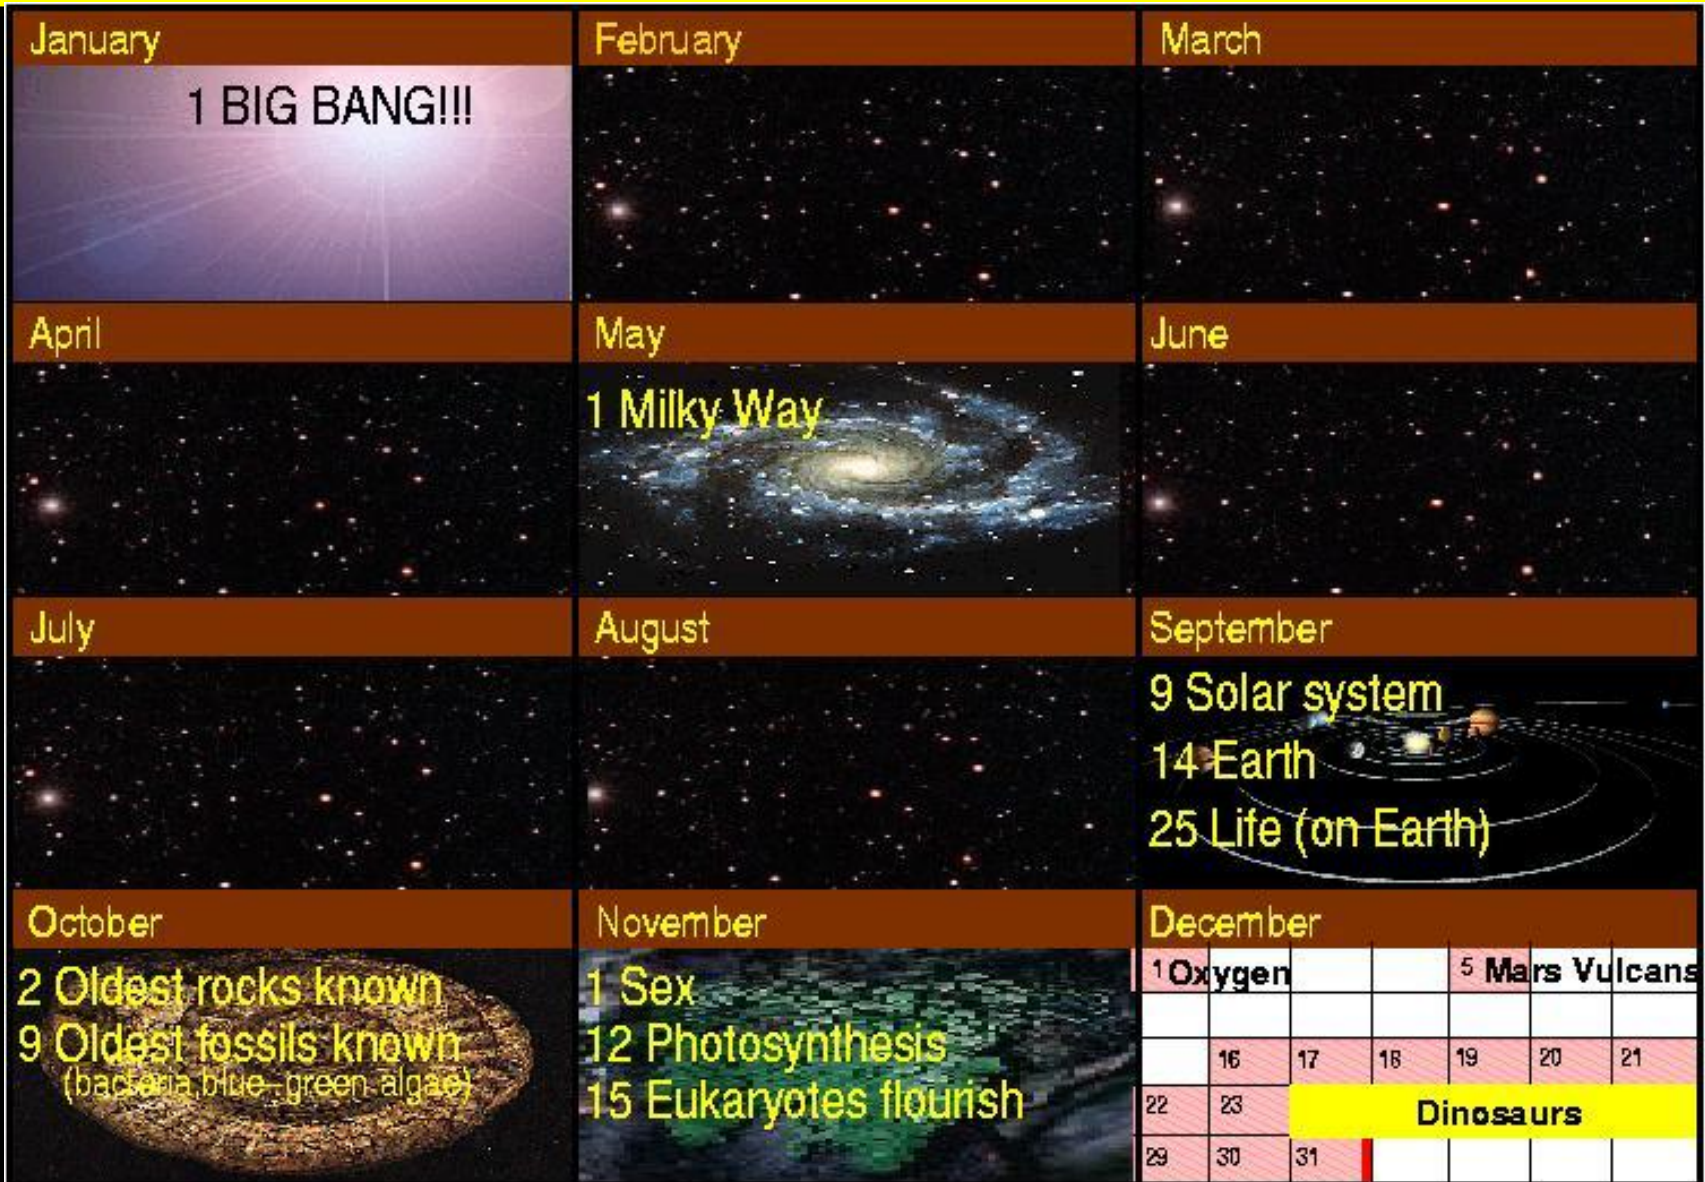 January
1 BIG BANG!!!
February
March
April
May
1 Milky Way
June
July
August
September
9 Solar system
14 Earth
25 Life (on Earth)
October
2 Oldest rocks known
9 Oldest fossils known
(bacteria,blue-green algae)
November
1 Sex
12 Photosynthesis
15 Eukaryotes flourish
December
1 Oxygen 5 Mars Vulcans
16 17 18 19 20 21
22 23 Dinosaurs
29 30 31